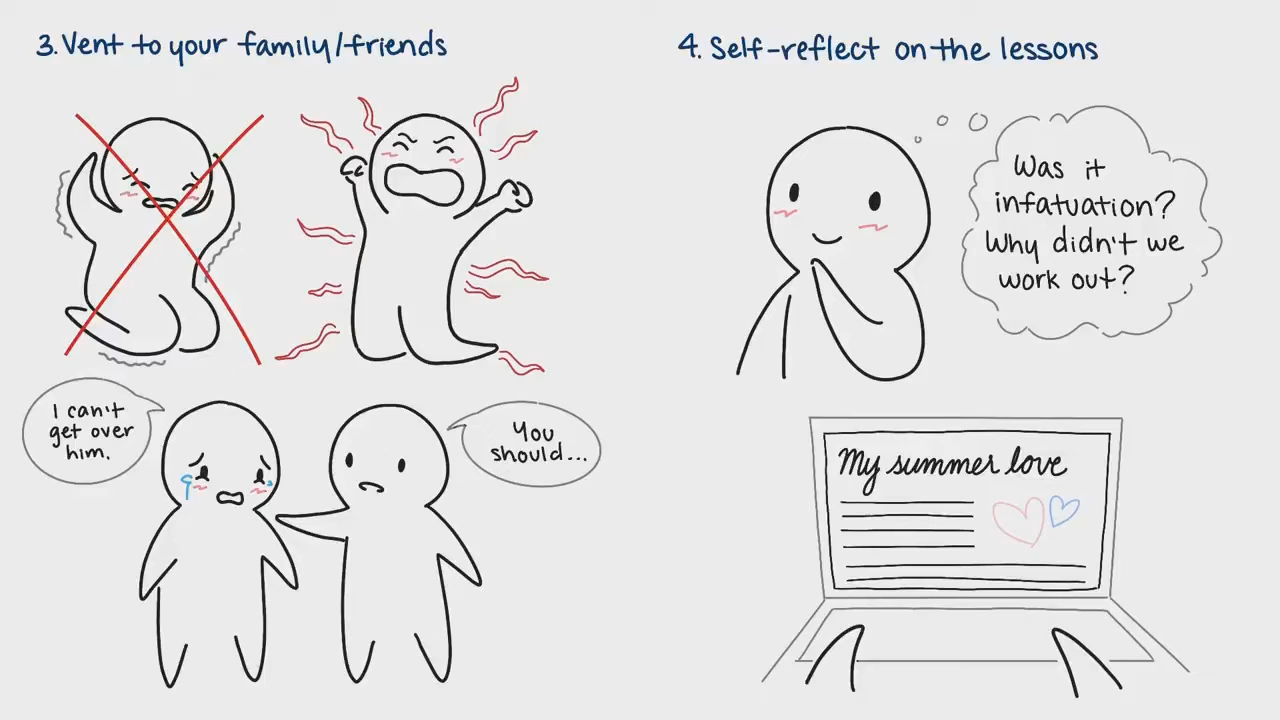 3. Vent to your family/friends
I can't
get over
him.
You
should...
4. Self-reflect on the lessons
Was it
infatuation?
Why didn't we
work out?
My summer love